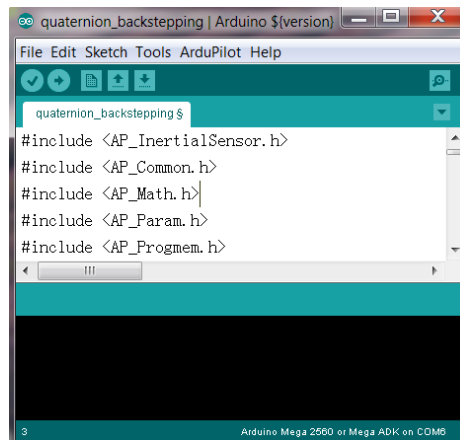 quaternion_backstepping | Arduino ${version}
File Edit Sketch Tools ArduPilot Help
quaternion_backstepping §
#include <AP_InertialSensor.h>
#include <AP_Common.h>
#include <AP_Math.h>
#include <AP_Param.h>
#include <AP_Progmem.h>
3 Arduino Mega 2560 or Mega ADK on COM6